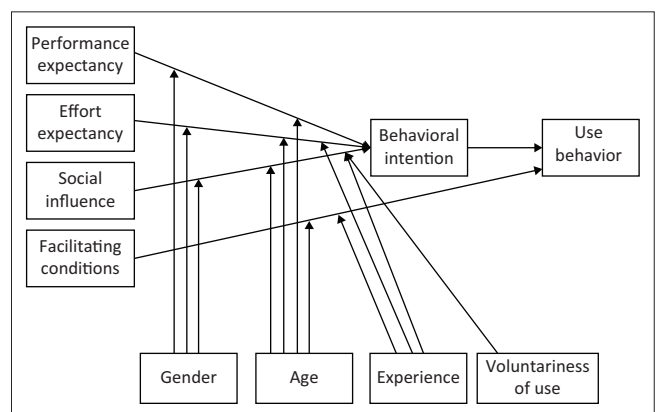 Performance
expectancy
Effort
expectancy
Social
influence
Facilitating
conditions
Behavioral
intention
Use
behavior
Gender
Age
Experience
Voluntariness
of use